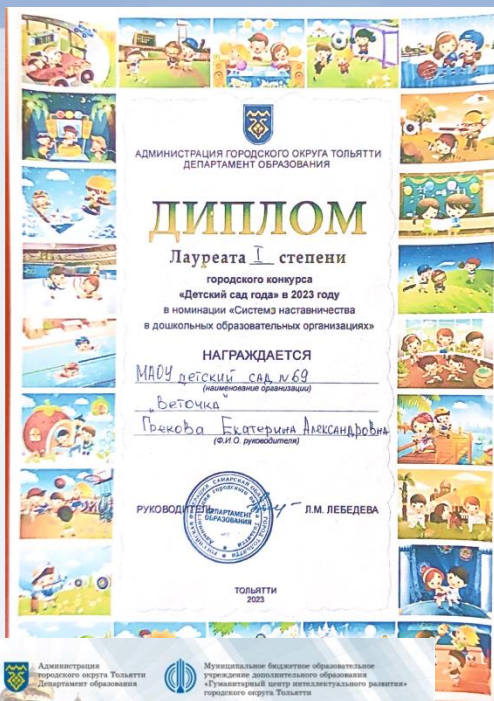 АДМИНИСТРАЦИЯ ГОРОДСКОГО ОКРУГА ТОЛЬЯТТИ
ДЕПАРТАМЕНТ ОБРАЗОВАНИЯ
ДИПЛОМ
Лауреата I степени
городского конкурса
«Детский сад года» в 2023 году
в номинации «Система наставничества
в дошкольных образовательных организациях»
НАГРАЖДАЕТСЯ
МАОУ детский сад №69
(наименование организации)
"Веточка"
Грекова Екатерина Александровна
(Ф.И.О. руководителя)
РУКОВОДИТЕЛЬ
Л.М. ЛЕБЕДЕВА
ДЕПАРТАМЕНТ
ОБРАЗОВАНИЯ
ТОЛЬЯТТИ
2023
Администрация
городского округа Тольятти
Департамент образования
Муниципальное бюджетное образовательное
учреждение дополнительного образования
«Гуманитарный центр интеллектуального развития»
городского округа Тольятти